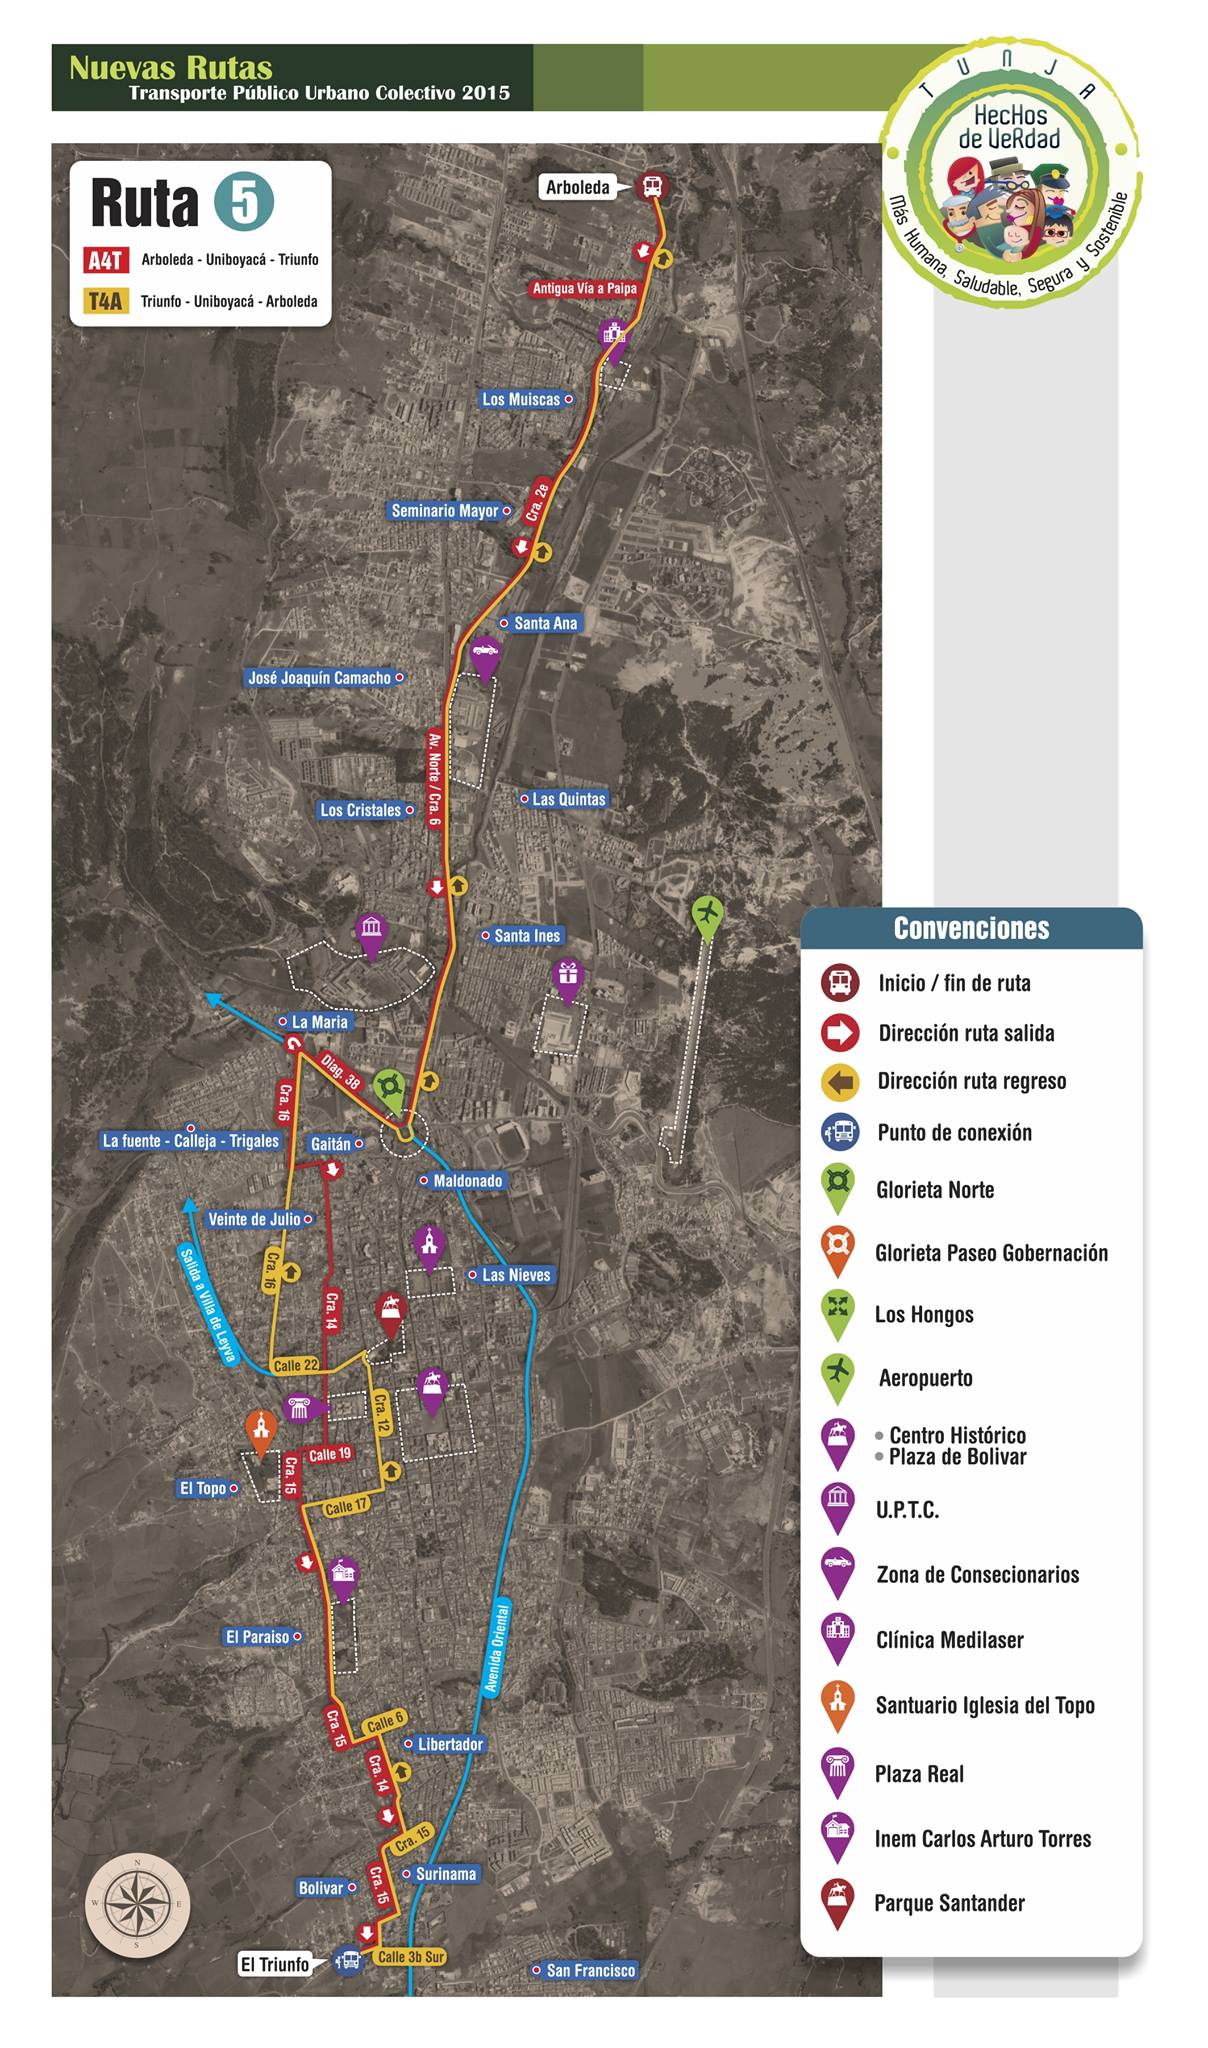 Nuevas Rutas
Transporte Público Urbano Colectivo 2015
TUNJA
HecHos
de VeRdad
Más Humana, Saludable, Segura y Sostenible
Ruta 5
A4T Arboleda - Uniboyacá - Triunfo
T4A Triunfo - Uniboyacá - Arboleda
Arboleda
Antigua Vía a Paipa
Los Muiscas
Cra. 2e
Seminario Mayor
Santa Ana
José Joaquín Camacho
Av. Norte / Cra. 6
Las Quintas
Los Cristales
Santa Ines
La Maria
Diag. 38
Cra. 16
La fuente - Calleja - Trigales
Gaitán
Maldonado
Veinte de Julio
Cra. 16
Las Nieves
Salida a Villa de Leyva
Cra. 14
Calle 22
Cra. 12
Calle 19
Cra. 15
El Topo
Calle 17
El Paraiso
Avenida Oriental
Cra. 15
Calle 6
Libertador
Cra. 14
Cra. 15
Surinama
Cra. 15
Bolivar
El Triunfo
Calle 3b Sur
San Francisco
N
W
E
S
Convenciones
Inicio / fin de ruta
Dirección ruta salida
Dirección ruta regreso
Punto de conexión
Glorieta Norte
Glorieta Paseo Gobernación
Los Hongos
Aeropuerto
• Centro Histórico
• Plaza de Bolivar
U.P.T.C.
Zona de Consecionarios
Clínica Medilaser
Santuario Iglesia del Topo
Plaza Real
Inem Carlos Arturo Torres
Parque Santander